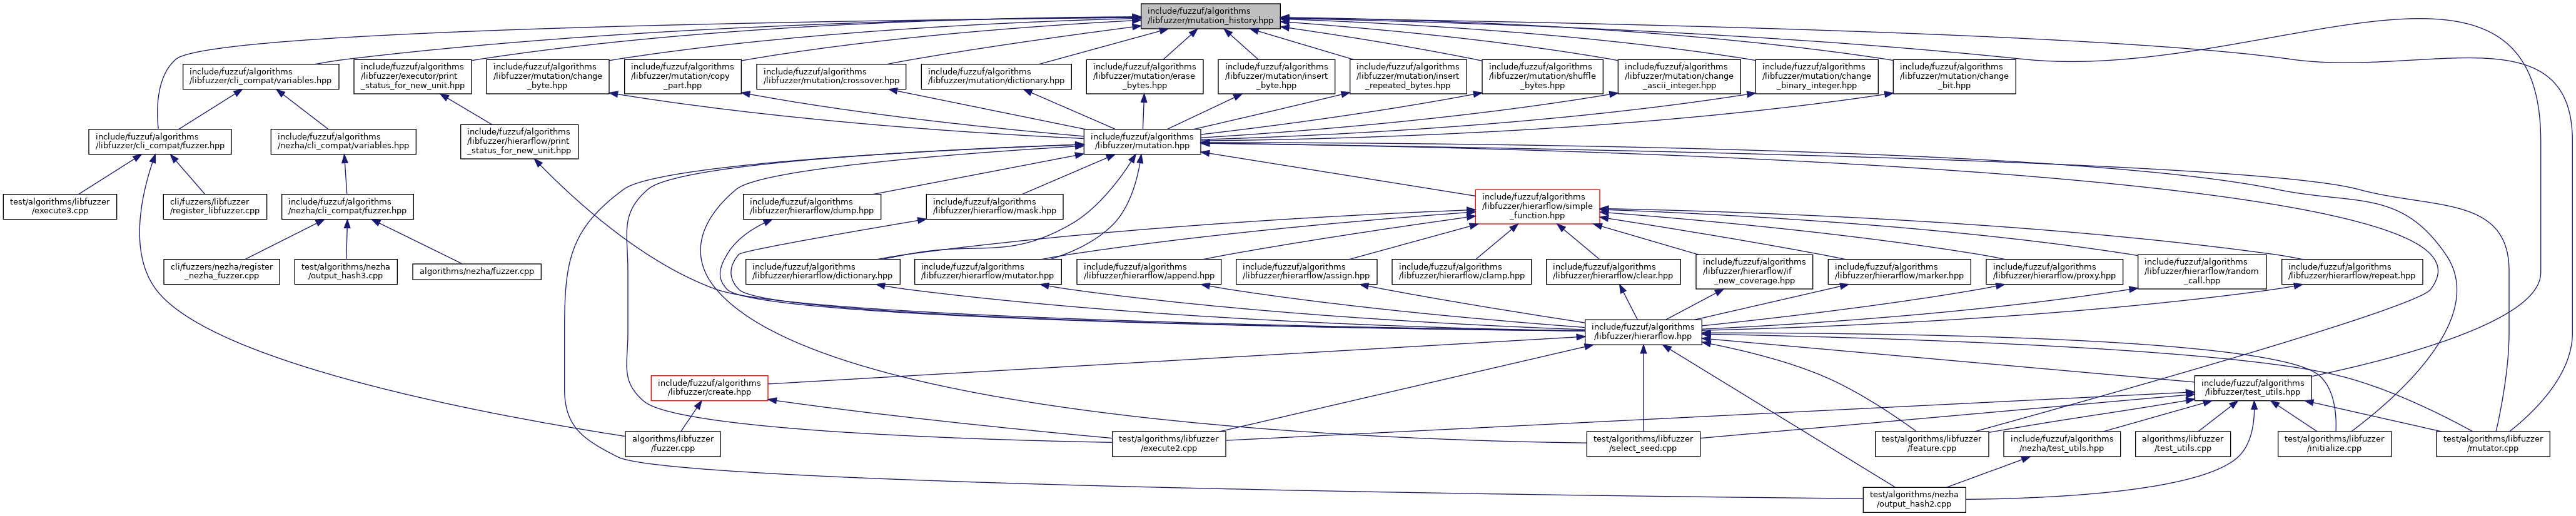 include/fuzzuf/algorithms
/libfuzzer/mutation_history.hpp
include/fuzzuf/algorithms
/libfuzzer/cli_compat/variables.hpp
include/fuzzuf/algorithms
/libfuzzer/executor/print
_status_for_new_unit.hpp
include/fuzzuf/algorithms
/libfuzzer/mutation/change
_byte.hpp
include/fuzzuf/algorithms
/libfuzzer/mutation/copy
_part.hpp
include/fuzzuf/algorithms
/libfuzzer/mutation/crossover.hpp
include/fuzzuf/algorithms
/libfuzzer/mutation/dictionary.hpp
include/fuzzuf/algorithms
/libfuzzer/mutation/erase
_bytes.hpp
include/fuzzuf/algorithms
/libfuzzer/mutation/insert
_byte.hpp
include/fuzzuf/algorithms
/libfuzzer/mutation/insert
_repeated_bytes.hpp
include/fuzzuf/algorithms
/libfuzzer/mutation/shuffle
_bytes.hpp
include/fuzzuf/algorithms
/libfuzzer/mutation/change
_ascii_integer.hpp
include/fuzzuf/algorithms
/libfuzzer/mutation/change
_binary_integer.hpp
include/fuzzuf/algorithms
/libfuzzer/mutation/change
_bit.hpp
include/fuzzuf/algorithms
/libfuzzer/cli_compat/fuzzer.hpp
include/fuzzuf/algorithms
/nezha/cli_compat/variables.hpp
include/fuzzuf/algorithms
/libfuzzer/hierarflow/print
_status_for_new_unit.hpp
include/fuzzuf/algorithms
/libfuzzer/mutation.hpp
test/algorithms/libfuzzer
/execute3.cpp
cli/fuzzers/libfuzzer
/register_libfuzzer.cpp
include/fuzzuf/algorithms
/nezha/cli_compat/fuzzer.hpp
include/fuzzuf/algorithms
/libfuzzer/hierarflow/dump.hpp
include/fuzzuf/algorithms
/libfuzzer/hierarflow/mask.hpp
include/fuzzuf/algorithms
/libfuzzer/hierarflow/simple
_function.hpp
cli/fuzzers/nezha/register
_nezha_fuzzer.cpp
test/algorithms/nezha
/output_hash3.cpp
algorithms/nezha/fuzzer.cpp
include/fuzzuf/algorithms
/libfuzzer/hierarflow/dictionary.hpp
include/fuzzuf/algorithms
/libfuzzer/hierarflow/mutator.hpp
include/fuzzuf/algorithms
/libfuzzer/hierarflow/append.hpp
include/fuzzuf/algorithms
/libfuzzer/hierarflow/assign.hpp
include/fuzzuf/algorithms
/libfuzzer/hierarflow/clamp.hpp
include/fuzzuf/algorithms
/libfuzzer/hierarflow/clear.hpp
include/fuzzuf/algorithms
/libfuzzer/hierarflow/if
_new_coverage.hpp
include/fuzzuf/algorithms
/libfuzzer/hierarflow/marker.hpp
include/fuzzuf/algorithms
/libfuzzer/hierarflow/proxy.hpp
include/fuzzuf/algorithms
/libfuzzer/hierarflow/random
_call.hpp
include/fuzzuf/algorithms
/libfuzzer/hierarflow/repeat.hpp
include/fuzzuf/algorithms
/libfuzzer/hierarflow.hpp
include/fuzzuf/algorithms
/libfuzzer/create.hpp
include/fuzzuf/algorithms
/libfuzzer/test_utils.hpp
algorithms/libfuzzer
/fuzzer.cpp
test/algorithms/libfuzzer
/execute2.cpp
test/algorithms/libfuzzer
/select_seed.cpp
test/algorithms/libfuzzer
/feature.cpp
include/fuzzuf/algorithms
/nezha/test_utils.hpp
algorithms/libfuzzer
/test_utils.cpp
test/algorithms/libfuzzer
/initialize.cpp
test/algorithms/libfuzzer
/mutator.cpp
test/algorithms/nezha
/output_hash2.cpp